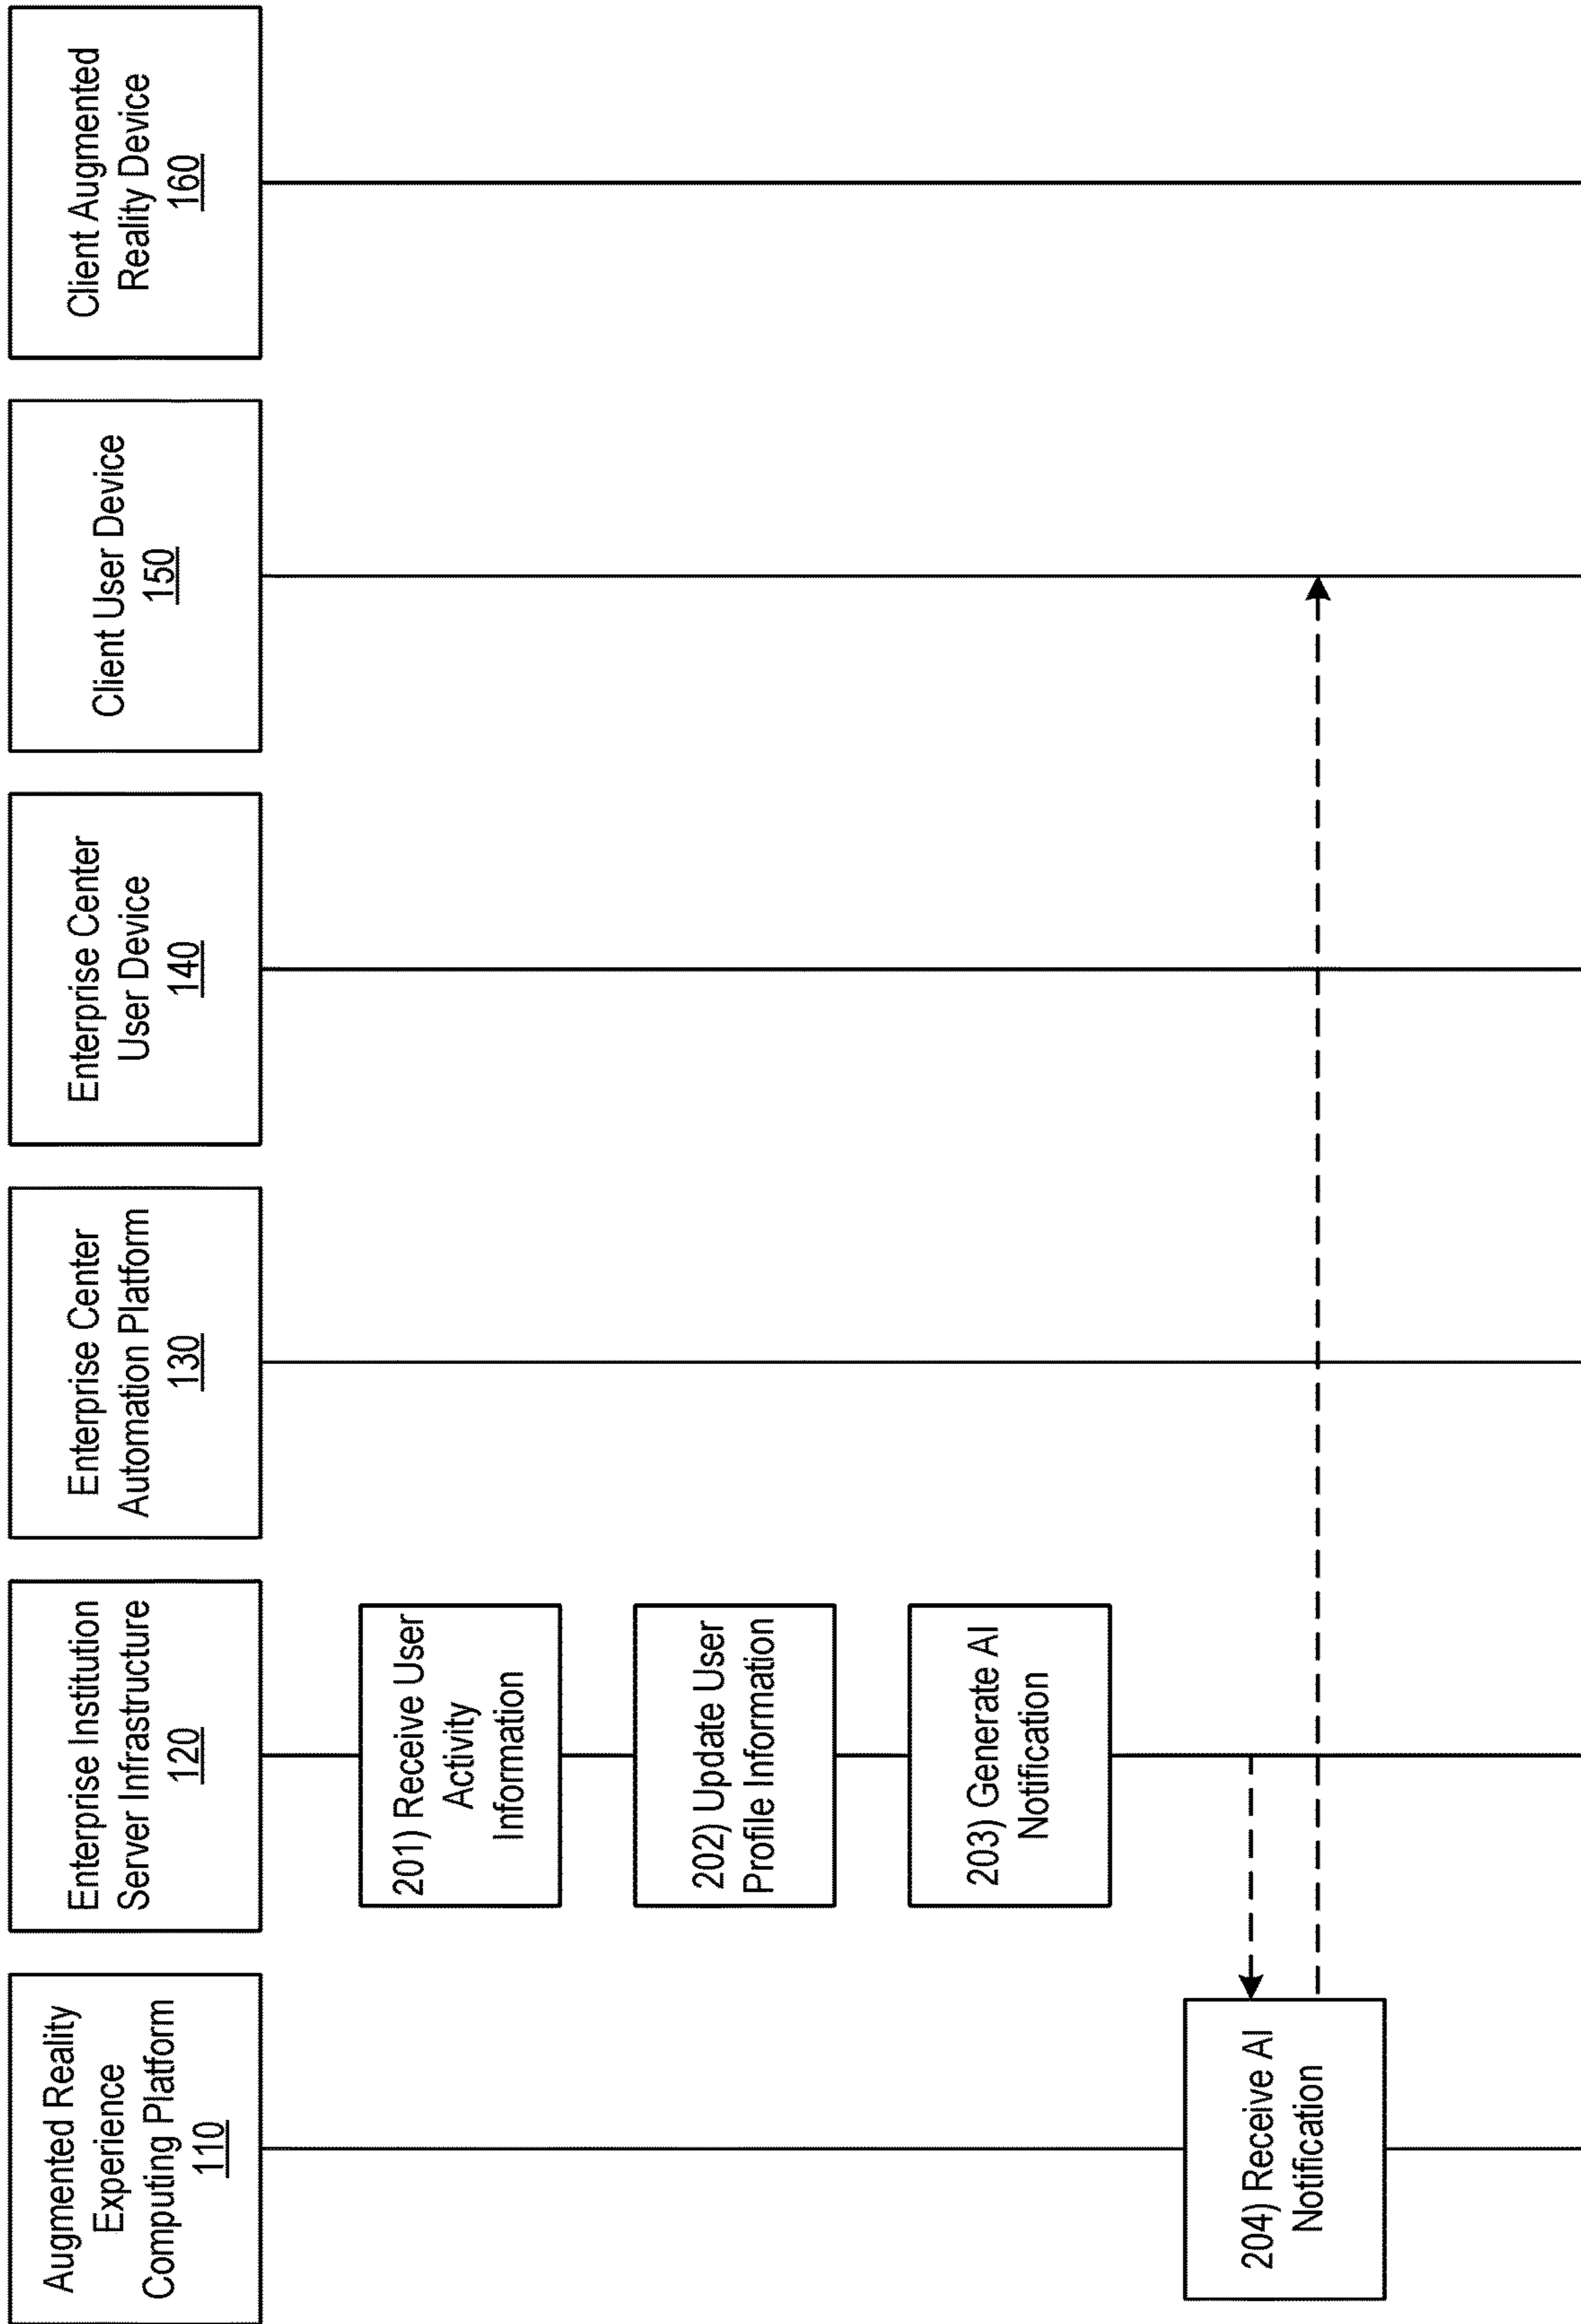 Augmented Reality
Experience
Computing Platform
110
Enterprise Institution
Server Infrastructure
120
Enterprise Center
Automation Platform
130
Enterprise Center
User Device
140
Client User Device
150
Client Augmented
Reality Device
160
201) Receive User
Activity
Information
202) Update User
Profile Information
203) Generate AI
Notification
204) Receive AI
Notification